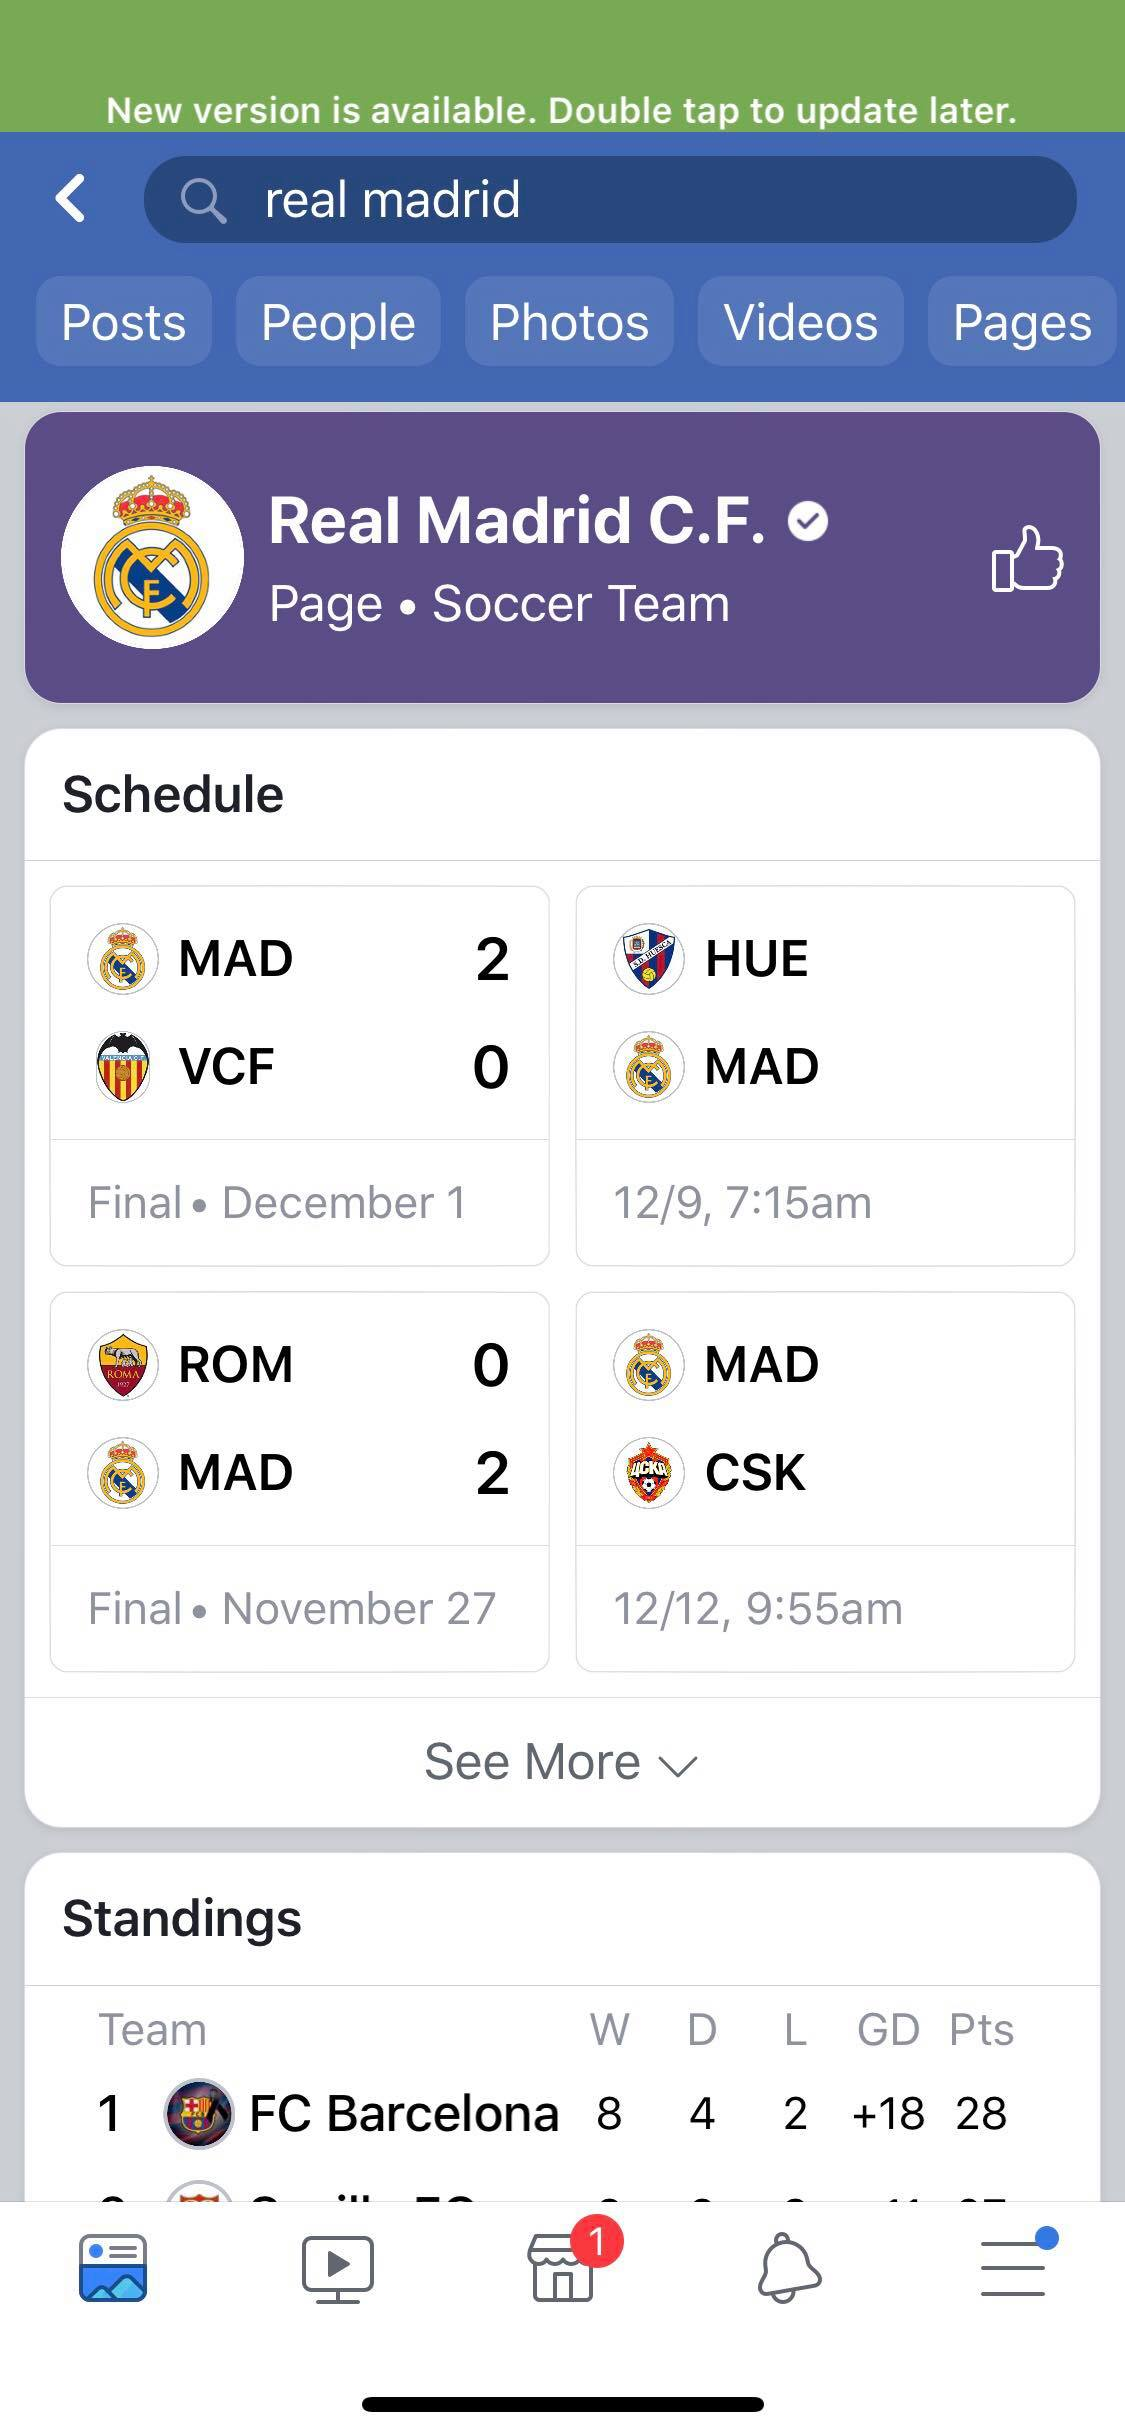 New version is available. Double tap to update later.
real madrid
Posts People Photos Videos Pages
Real Madrid C.F.
Page • Soccer Team
Schedule
MAD 2
VCF 0
Final • December 1
HUE
MAD
12/9, 7:15am
ROM 0
MAD 2
Final • November 27
MAD
CSK
12/12, 9:55am
See More
Standings
Team W D L GD Pts
1 FC Barcelona 8 4 2 +18 28
1